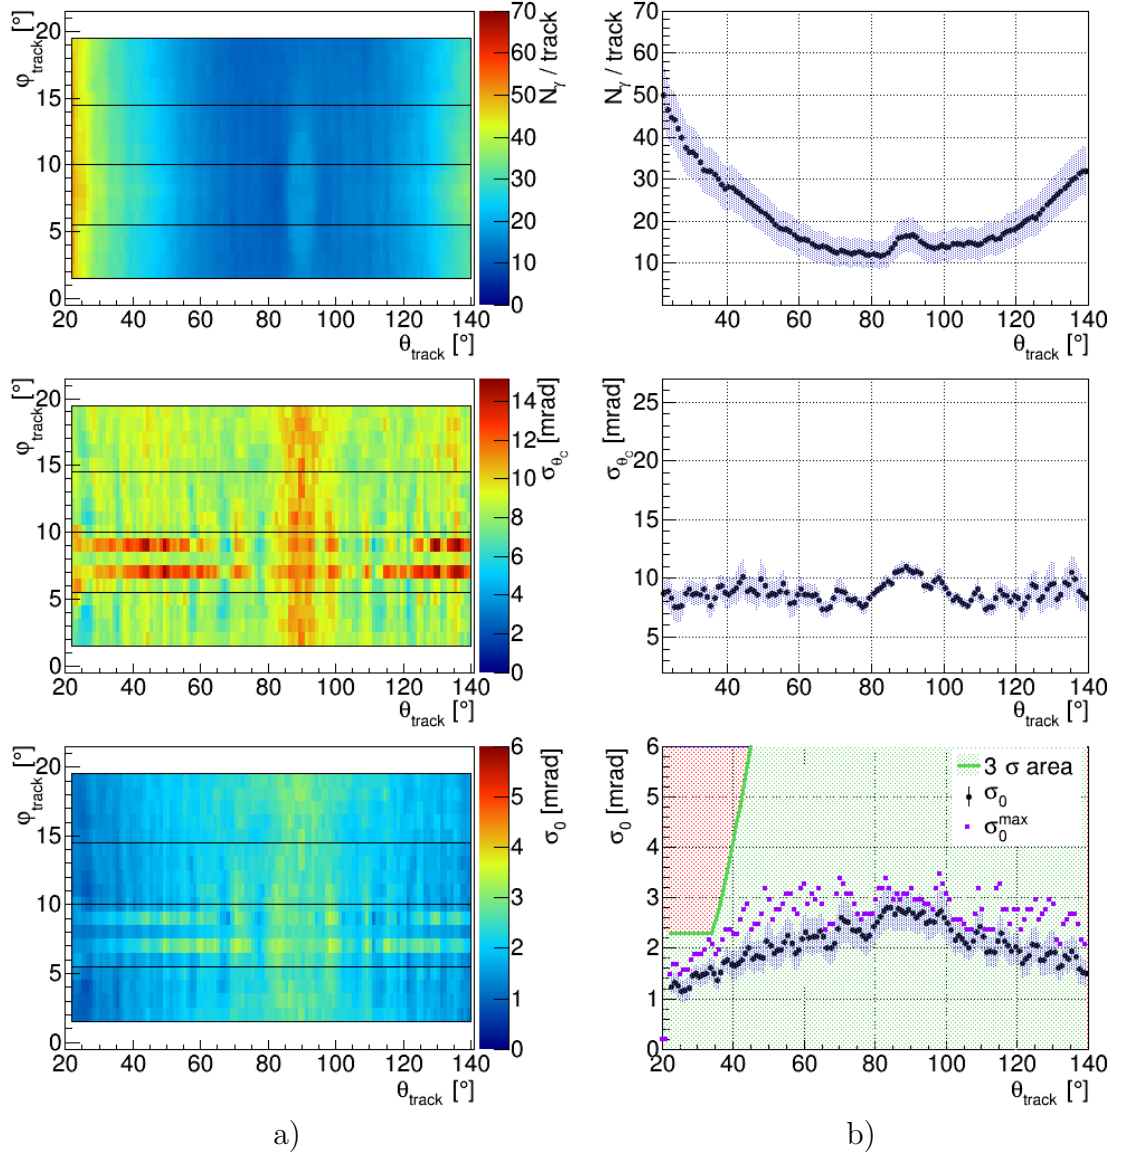 φtrack [°]
20
15
10
5
0
20 40 60 80 100 120 140
θtrack [°]
70
60
50
40
30
20
10
0
Nγ / track
Nγ / track
70
60
50
40
30
20
10
40 60 80 100 120 140
θtrack [°]
φtrack [°]
20
15
10
5
0
20 40 60 80 100 120 140
θtrack [°]
14
12
10
8
6
4
2
0
σθC [mrad]
σθC [mrad]
25
20
15
10
5
40 60 80 100 120 140
θtrack [°]
φtrack [°]
20
15
10
5
0
20 40 60 80 100 120 140
θtrack [°]
6
5
4
3
2
1
0
σ0 [mrad]
σ0 [mrad]
6
5
4
3
2
1
0
20 40 60 80 100 120 140
θtrack [°]
3 σ area
σ0
σ0max
a)
b)